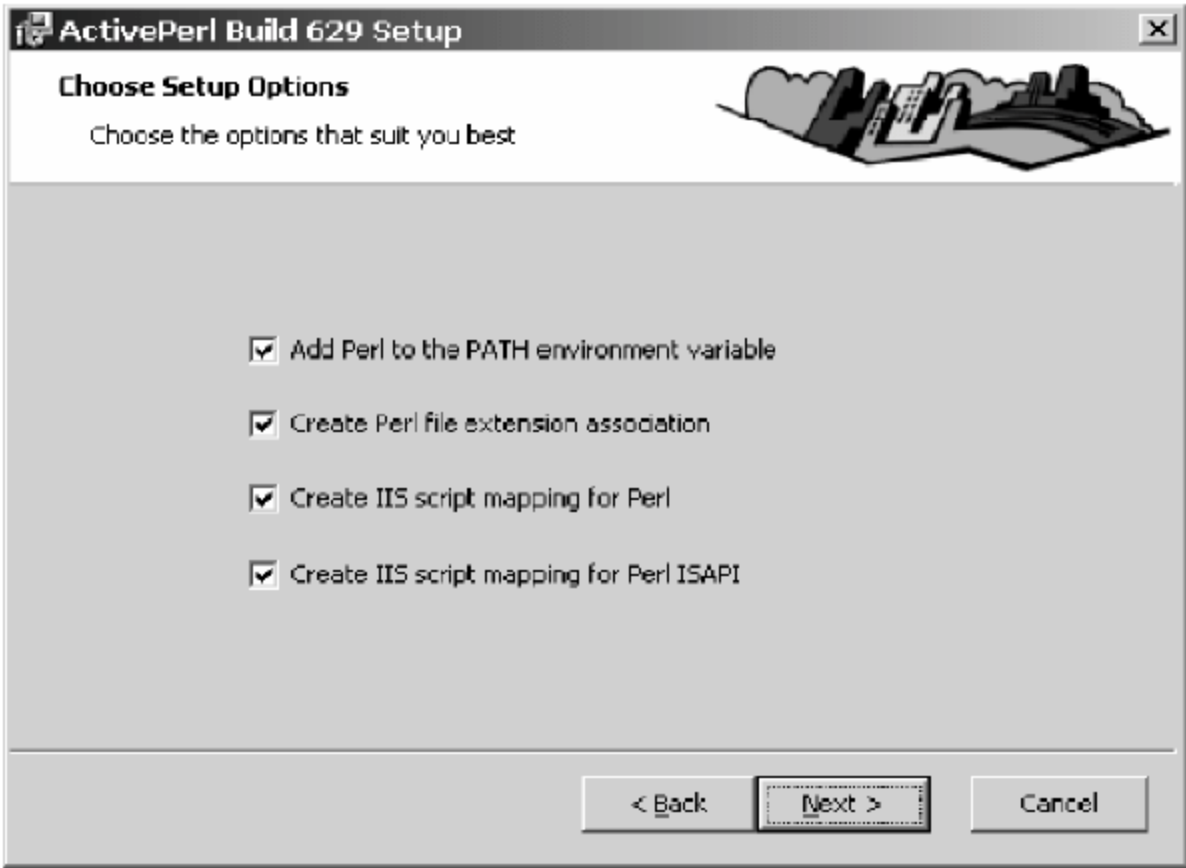 ActivePerl Build 629 Setup
Choose Setup Options
Choose the options that suit you best
Add Perl to the PATH environment variable
Create Perl file extension association
Create IIS script mapping for Perl
Create IIS script mapping for Perl ISAPI
< Back Next > Cancel